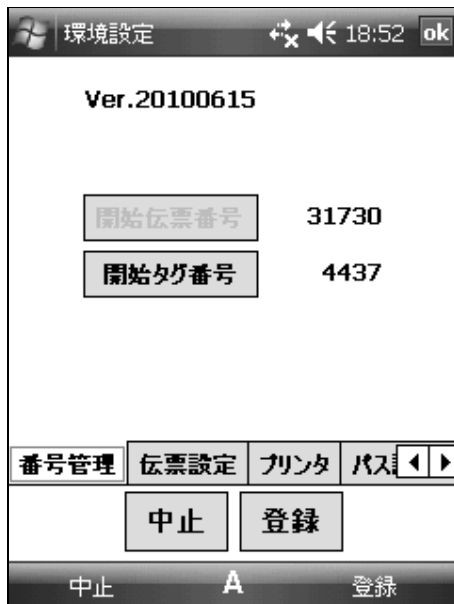 環境設定 18:52 ok
Ver.20100615
開始伝票番号 31730
開始タグ番号 4437
番号管理 伝票設定 プリンタ パス
中止 登録
中止 A 登録